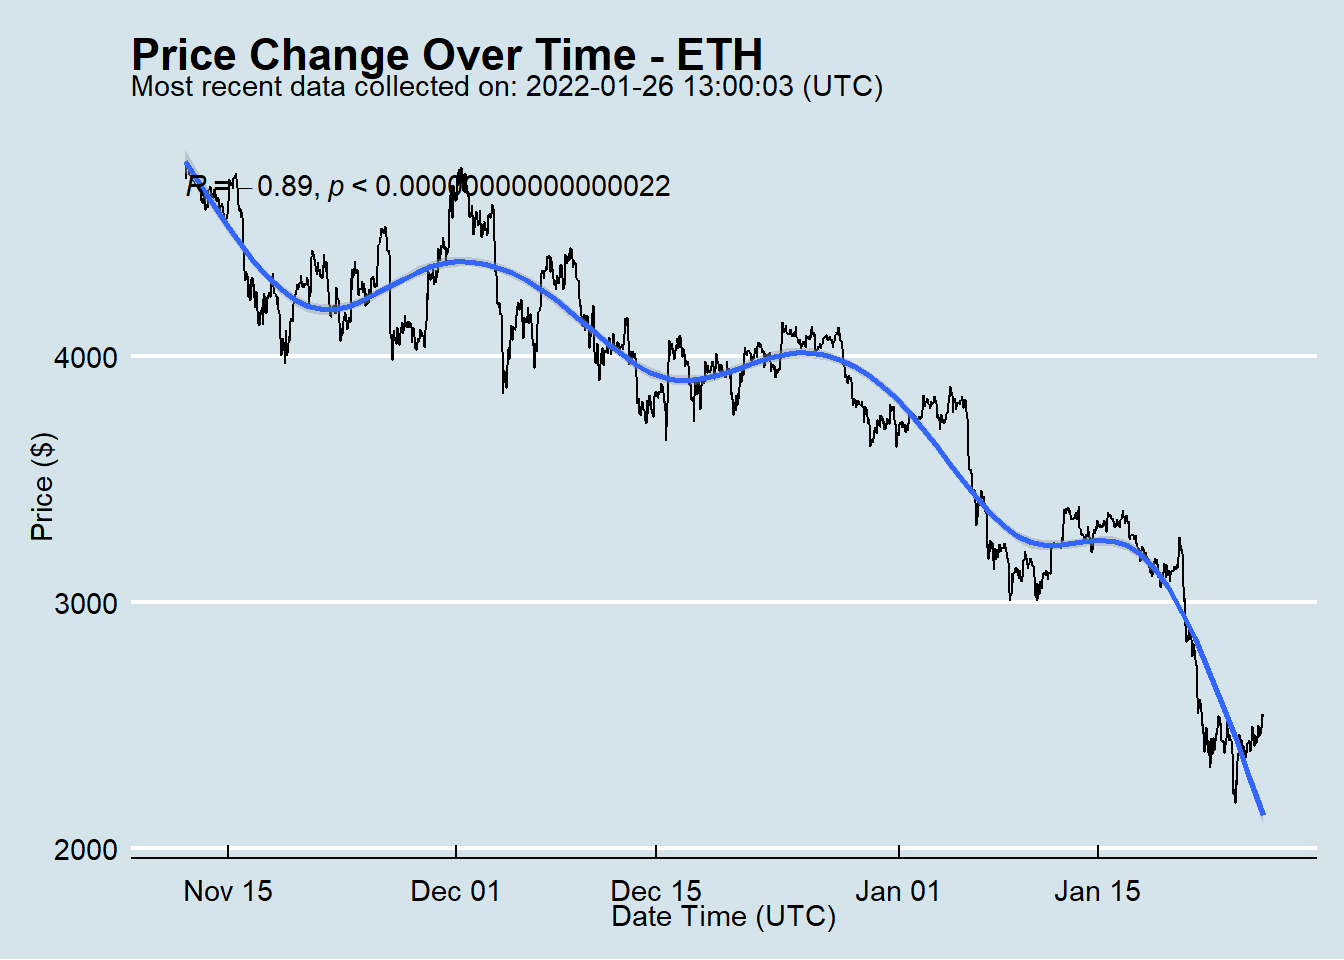 Price Change Over Time - ETH
Most recent data collected on: 2022-01-26 13:00:03 (UTC)
R = − 0.89, p < 0.00000000000000022
4000
3000
2000
Price ($)
Nov 15 Dec 01 Dec 15 Jan 01 Jan 15
Date Time (UTC)